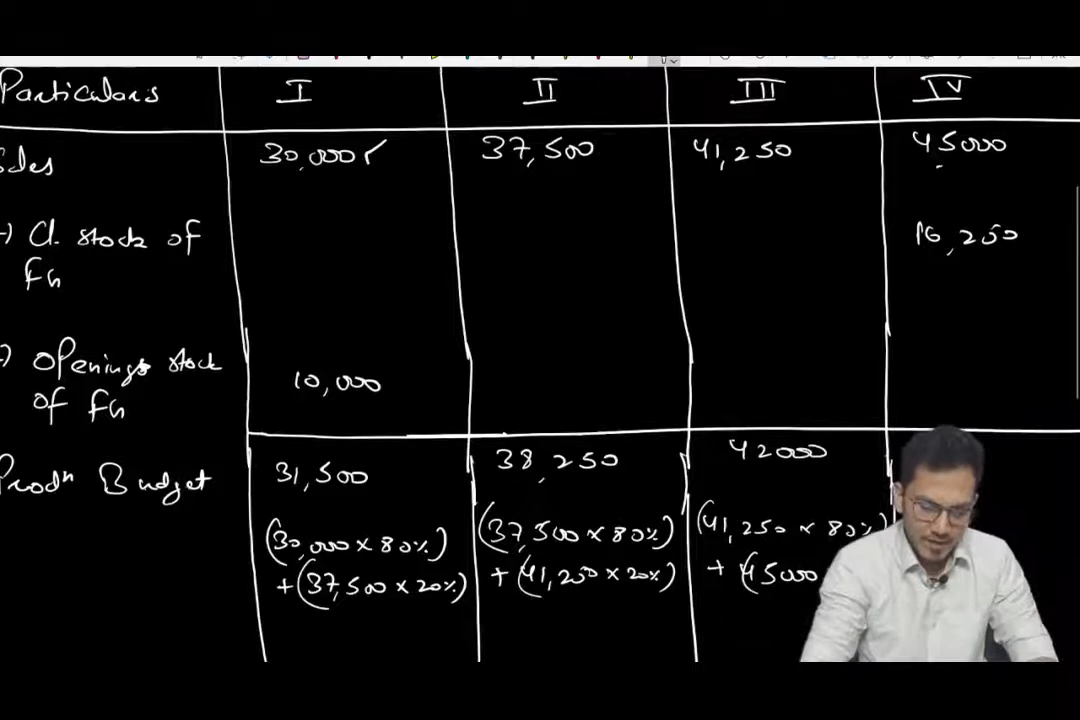 Particulars I II III IV
Sales 30,000 ✓ 37,500 41,250 45000
-) Cl. stock of FG 16,250
-) Opening stock of FG 10,000
Prodn Budget 31,500 38,250 42000
(30,000 x 80%) (37,500 x 80%) (41,250 x 80%)
+ (37,500 x 20%) + (41,250 x 20%) + (45000